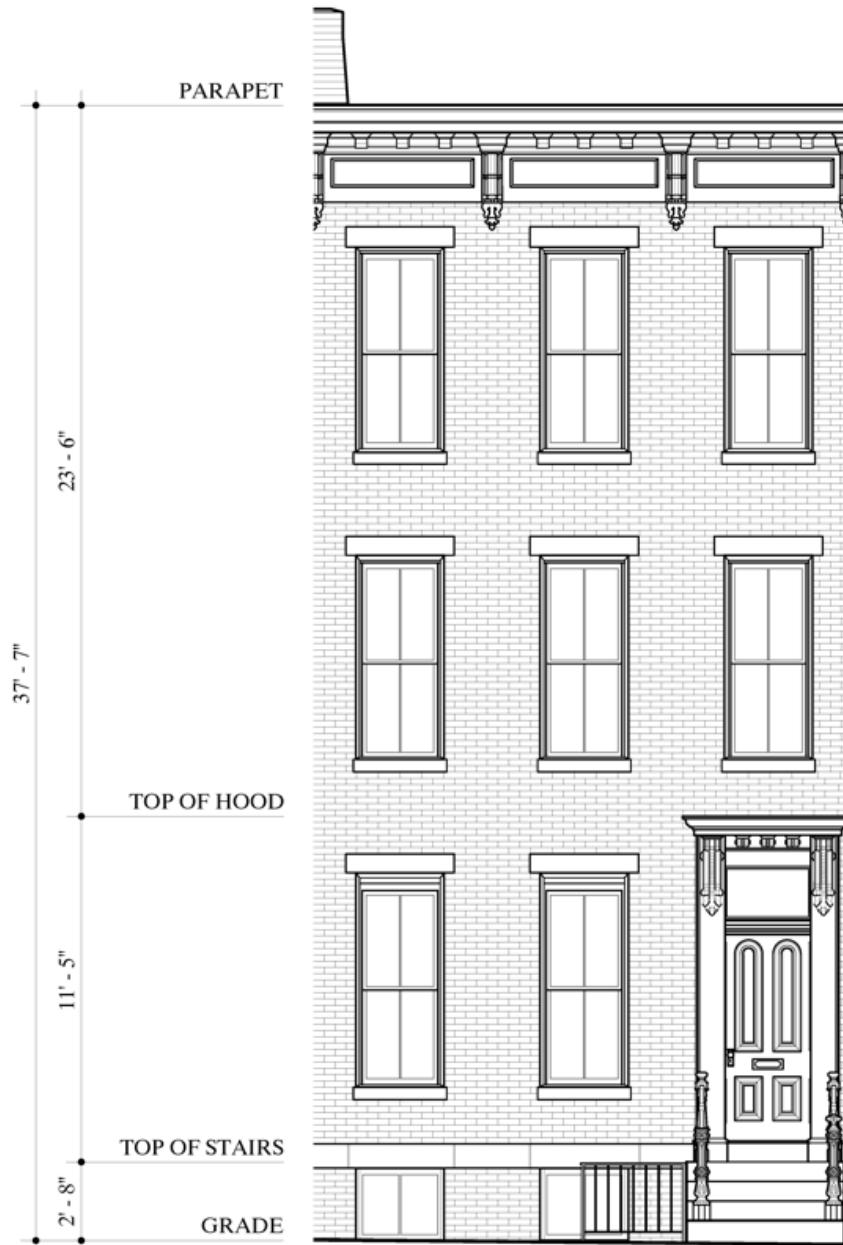 PARAPET
23' - 6"
37' - 7"
TOP OF HOOD
11' - 5"
TOP OF STAIRS
2' - 8"
GRADE